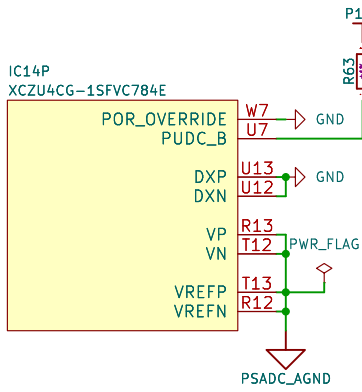 P1
R63
IC14P
XCZU4CG-1SFVC784E
POR_OVERRIDE W7 GND
PUDC_B U7
DXP U13 GND
DXN U12
VP R13
VN T12 PWR_FLAG
VREFP T13
VREFN R12
PSADC_AGND